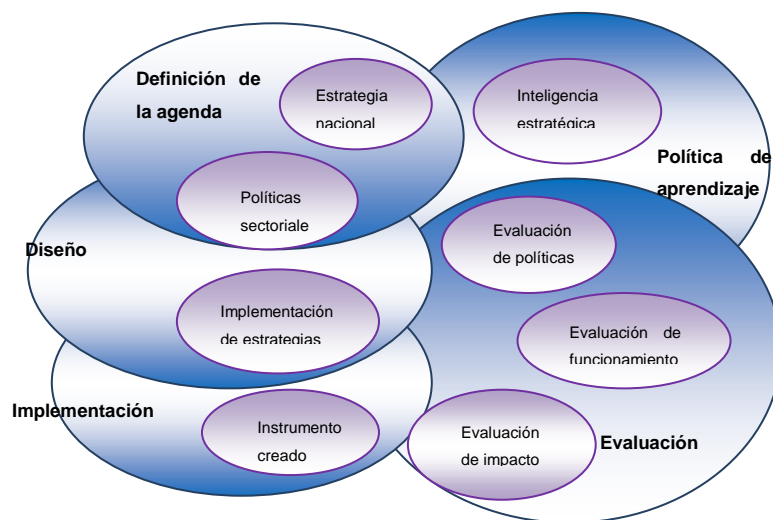 Definición de
la agenda
Estrategia
nacional
Inteligencia
estratégica
Política de
aprendizaje
Políticas
sectoriale
Diseño
Evaluación
de políticas
Implementación
de estrategias
Evaluación de
funcionamiento
Implementación
Instrumento
creado
Evaluación
de impacto
Evaluación